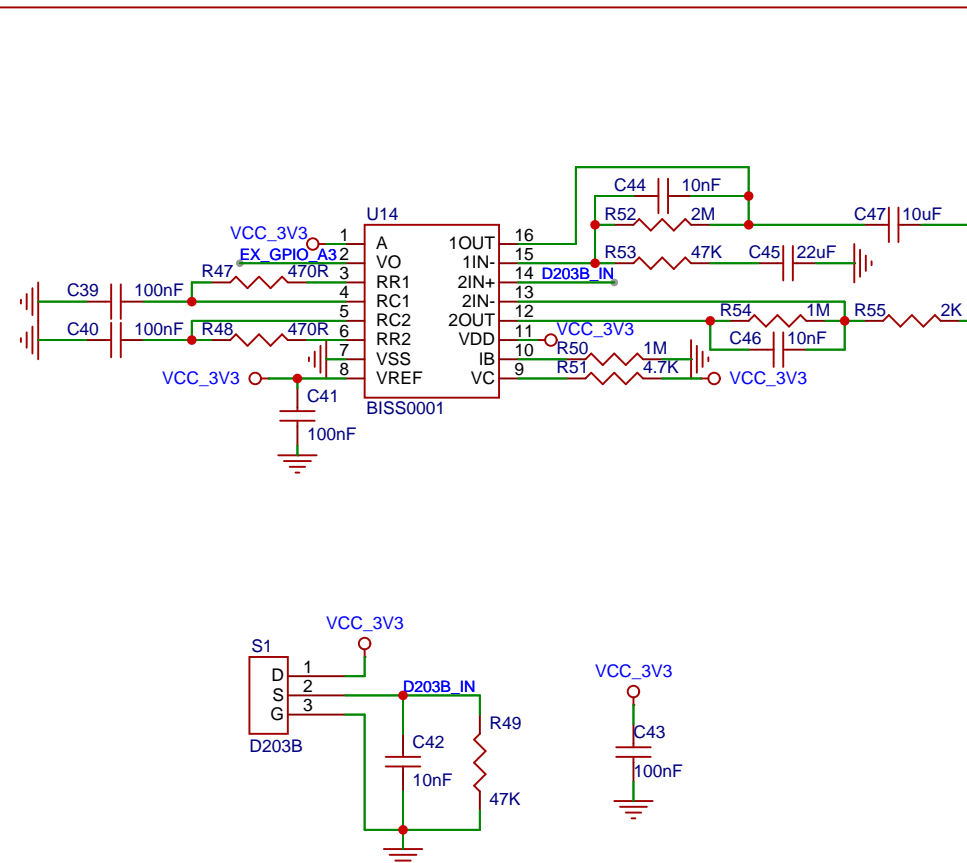 C44 10nF
U14
R52 2M
C47 10uF
VCC_3V3 1 A 1OUT 16
EX_GPIO_A3 2 VO 1IN- 15 R53 47K C45 22uF
R47 470R 3 RR1 2IN+ 14 D203B_IN
C39 100nF 4 RC1 2IN- 13
5 RC2 2OUT 12 R54 1M R55 2K
C40 100nF R48 470R 6 RR2 VDD 11 VCC_3V3 C46 10nF
7 VSS IB 10 R50 1M
VCC_3V3 8 VREF VC 9 R51 4.7K VCC_3V3
C41 BISS0001
100nF
VCC_3V3
S1
D 1
S 2 D203B_IN
G 3
D203B
R49
C42
10nF
47K
VCC_3V3
C43
100nF